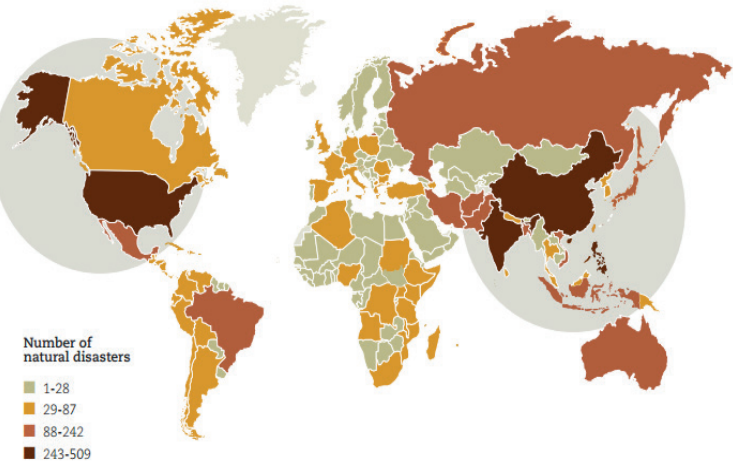 Number of
natural disasters
1-28
29-87
88-242
243-509